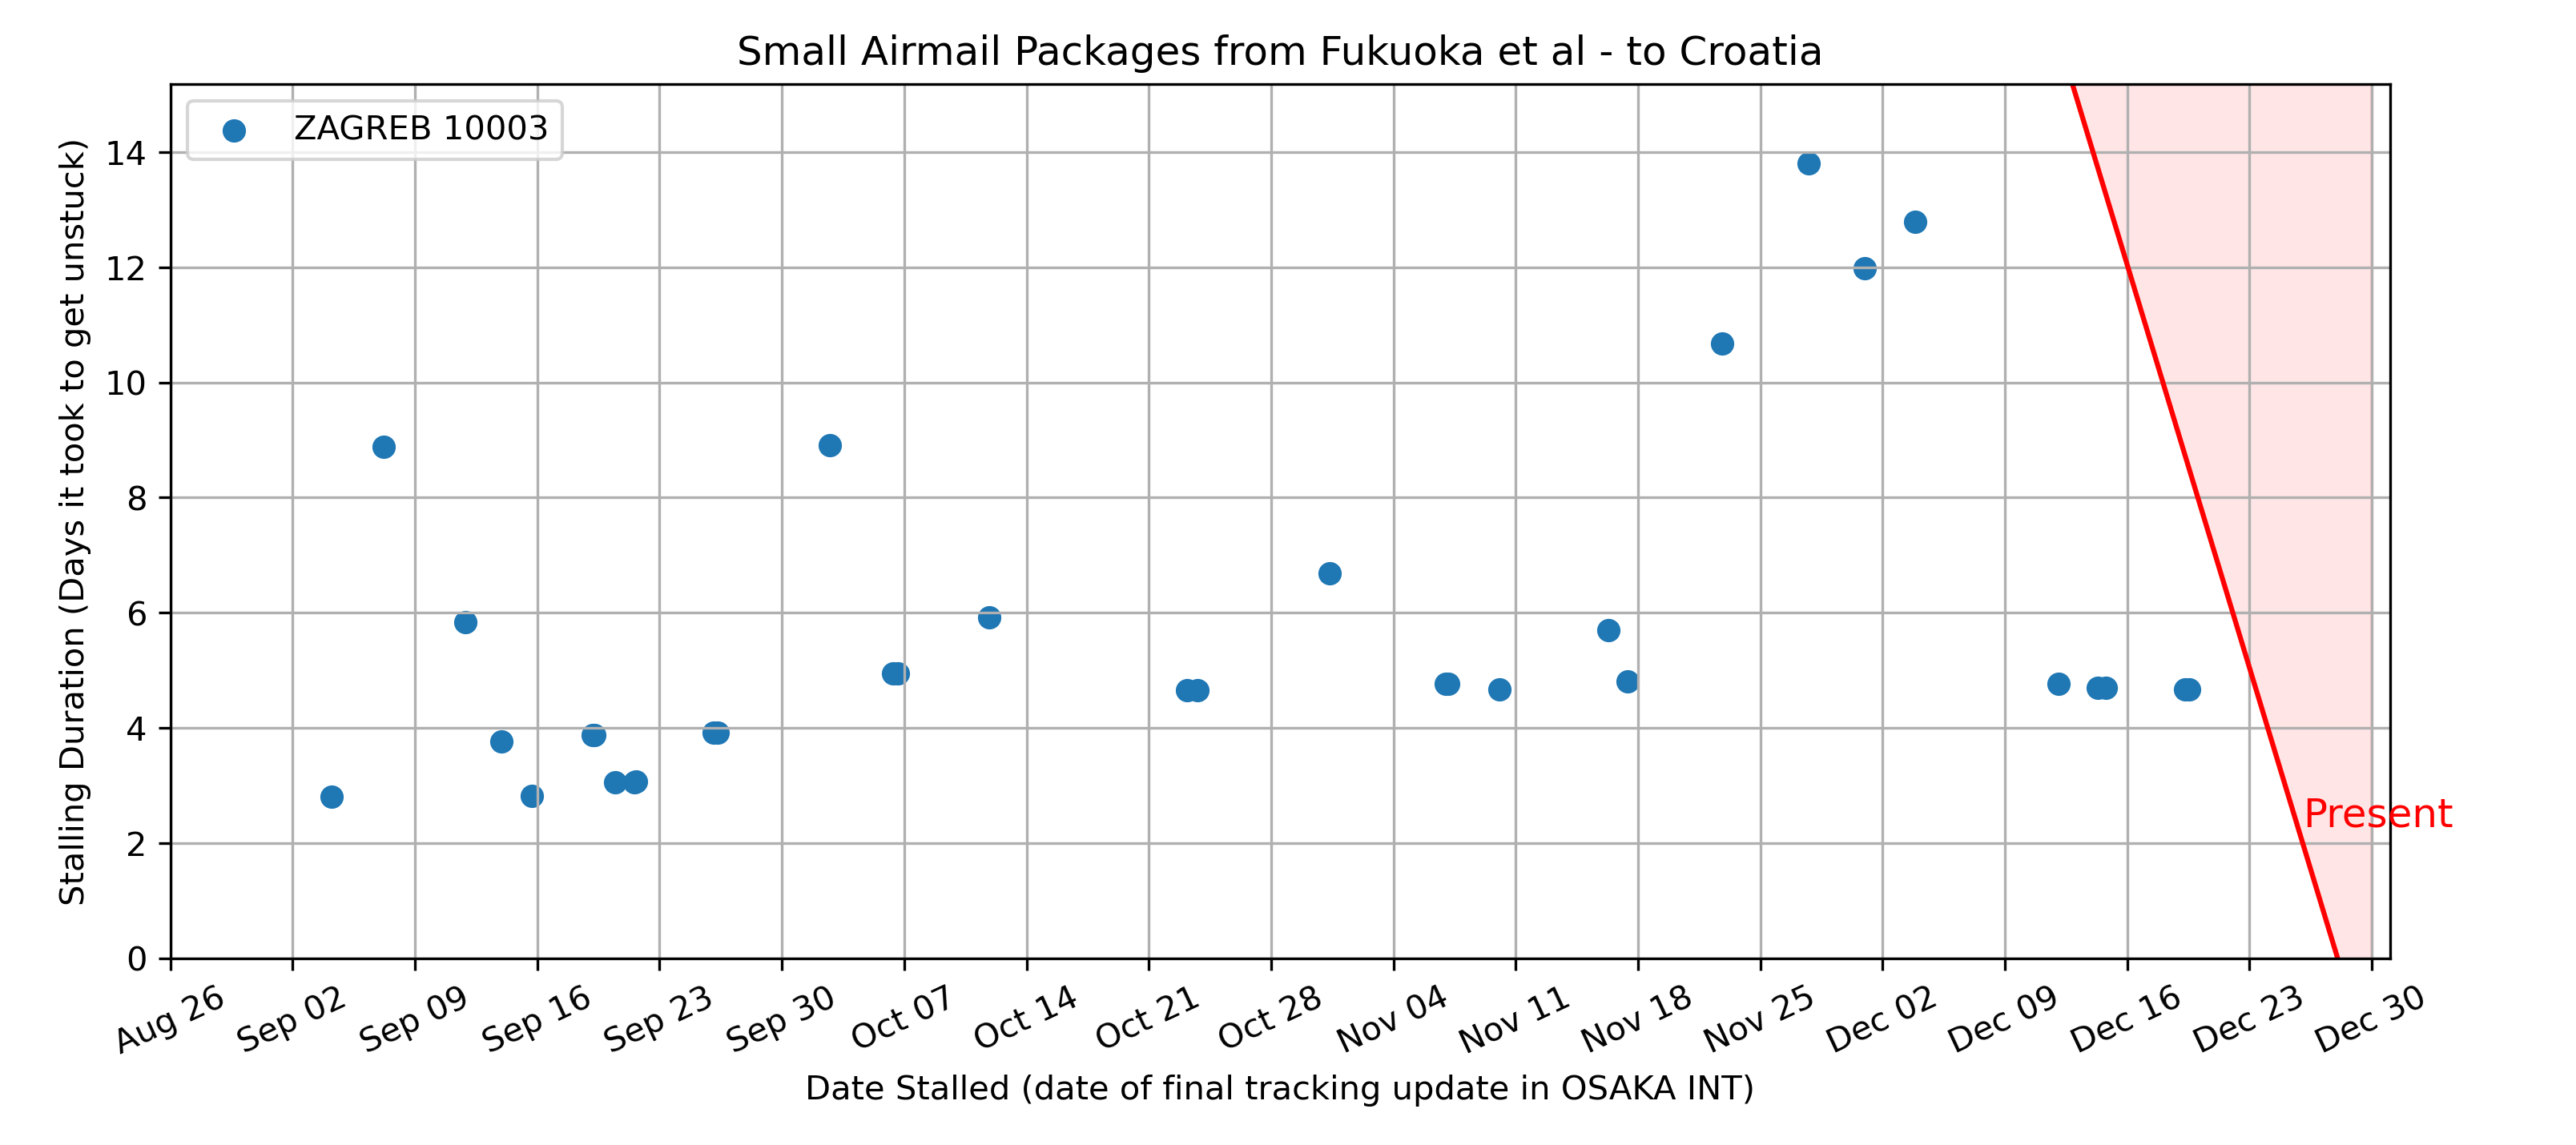 Small Airmail Packages from Fukuoka et al - to Croatia
ZAGREB 10003
Stalling Duration (Days it took to get unstuck)
14
12
10
8
6
4
2
0
Present
Aug 26
Sep 02
Sep 09
Sep 16
Sep 23
Sep 30
Oct 07
Oct 14
Oct 21
Oct 28
Nov 04
Nov 11
Nov 18
Nov 25
Dec 02
Dec 09
Dec 16
Dec 23
Dec 30
Date Stalled (date of final tracking update in OSAKA INT)